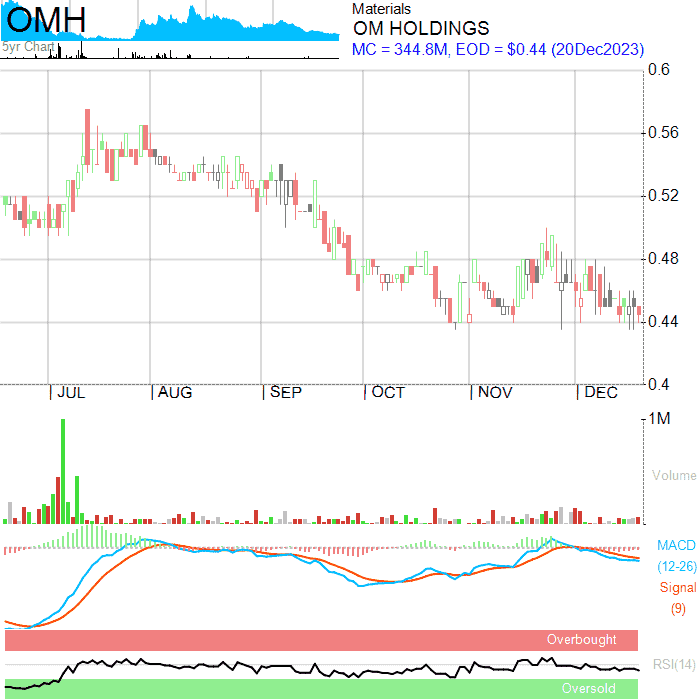 OMH
5yr Chart
Materials
OM HOLDINGS
MC = 344.8M, EOD = $0.44 (20Dec2023)
0.6
0.56
0.52
0.48
0.44
0.4
JUL AUG SEP OCT NOV DEC
1M
Volume
MACD
(12-26)
Signal
(9)
Overbought
RSI(14)
Oversold